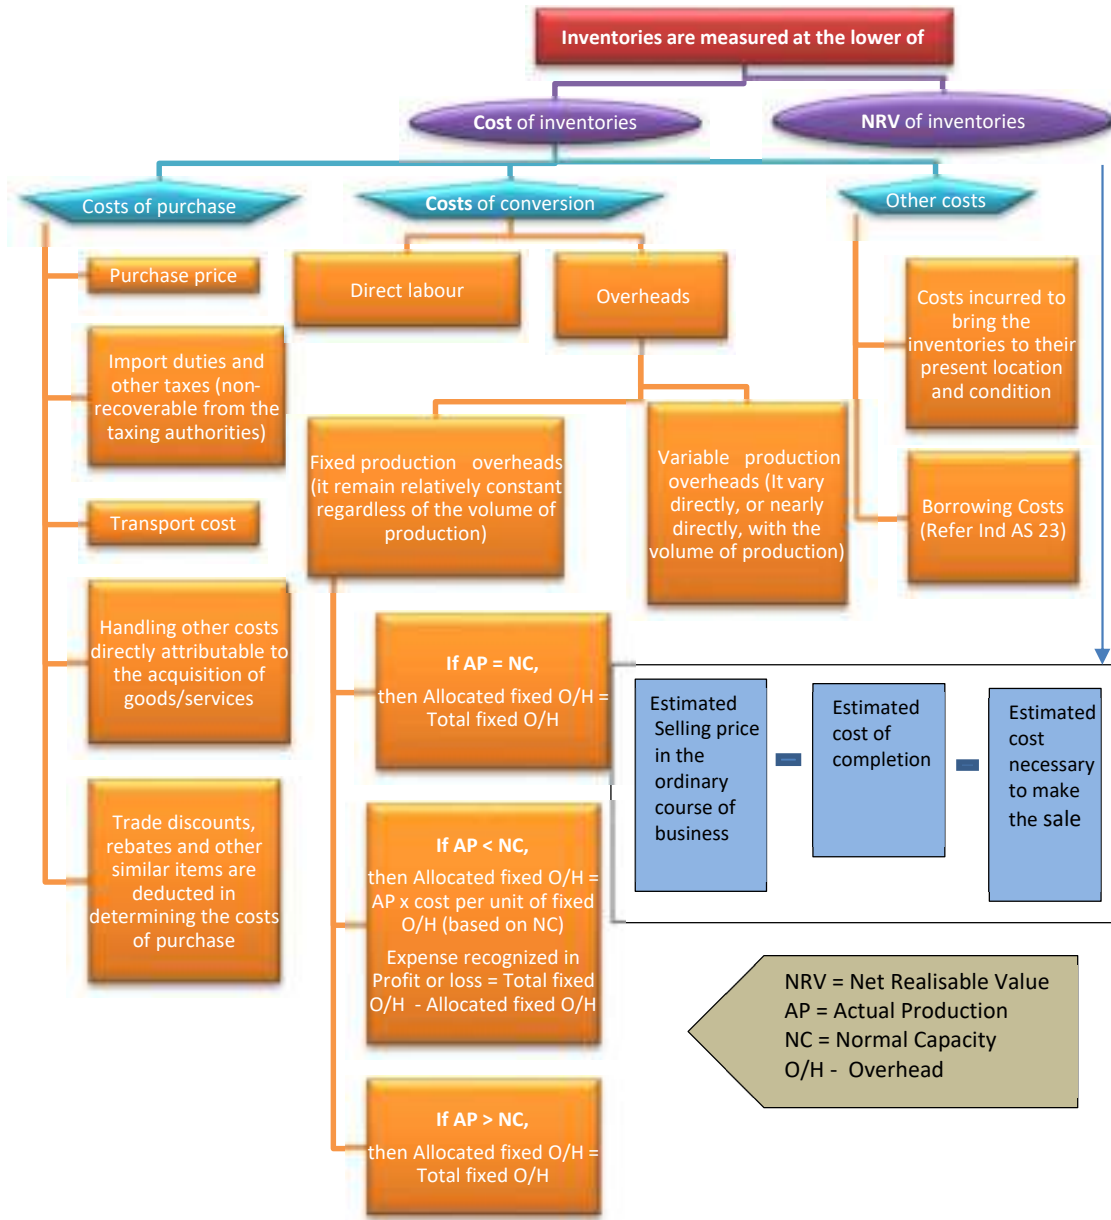 Inventories are measured at the lower of
Cost of inventories
NRV of inventories
Costs of purchase
Costs of conversion
Other costs
Purchase price
Import duties and
other taxes (non-
recoverable from the
taxing authorities)
Transport cost
Handling other costs
directly attributable to
the acquisition of
goods/services
Trade discounts,
rebates and other
similar items are
deducted in
determining the costs
of purchase
Direct labour
Overheads
Fixed production overheads
(it remain relatively constant
regardless of the volume of
production)
Variable production
overheads (It vary
directly, or nearly
directly, with the
volume of production)
Costs incurred to
bring the
inventories to their
present location
and condition
Borrowing Costs
(Refer Ind AS 23)
If AP = NC,
then Allocated fixed O/H =
Total fixed O/H
If AP < NC,
then Allocated fixed O/H =
AP x cost per unit of fixed
O/H (based on NC)
Expense recognized in
Profit or loss = Total fixed
O/H - Allocated fixed O/H
If AP > NC,
then Allocated fixed O/H =
Total fixed O/H
Estimated
Selling price
in the
ordinary
course of
business
Estimated
cost of
completion
Estimated
cost
necessary
to make
the sale
NRV = Net Realisable Value
AP = Actual Production
NC = Normal Capacity
O/H - Overhead